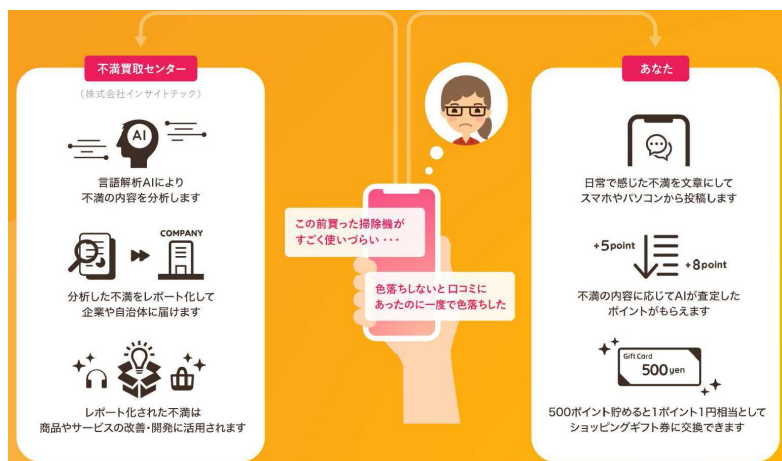 不満買取センター
(株式会社インサイトテック)
AI
言語解析AIにより
不満の内容を分析します
COMPANY
分析した不満をレポート化して
企業や自治体に届けます
レポート化された不満は
商品やサービスの改善・開発に活用されます
この前買った掃除機が
すごく使いづらい・・・
色落ちしないと口コミに
あったのに一度で色落ちした
あなた
日常で感じた不満を文章にして
スマホやパソコンから投稿します
+5point
+8point
不満の内容に応じてAIが査定した
ポイントがもらえます
Gift Card
500yen
500ポイント貯めると1ポイント1円相当として
ショッピングギフト券に交換できます